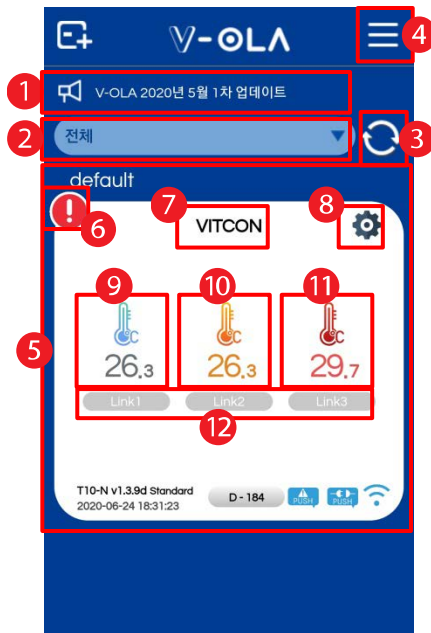 V-OLA
4
1
V-OLA 2020년 5월 1차 업데이트
2
전체
3
default
6
7
VITCON
8
9
10
11
5
C
C
C
26.3
26.3
29.7
Link1
Link2
Link3
12
T10-N v1.3.9d Standard
2020-06-24 18:31:23
D - 184
PUSH
PUSH